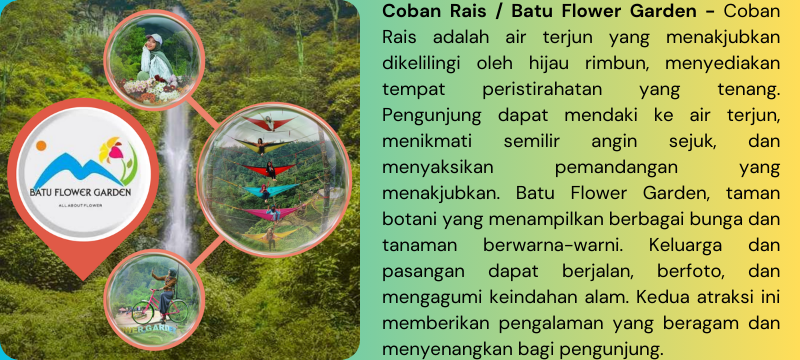 BATU FLOWER GARDEN
ALL ABOUT FLOWER
Coban Rais / Batu Flower Garden - Coban
Rais adalah air terjun yang menakjubkan
dikelilingi oleh hijau rimbun, menyediakan
tempat peristirahatan yang tenang.
Pengunjung dapat mendaki ke air terjun,
menikmati semilir angin sejuk, dan
menyaksikan pemandangan yang
menakjubkan. Batu Flower Garden, taman
botani yang menampilkan berbagai bunga dan
tanaman berwarna-warni. Keluarga dan
pasangan dapat berjalan, berfoto, dan
mengagumi keindahan alam. Kedua atraksi ini
memberikan pengalaman yang beragam dan
menyenangkan bagi pengunjung.